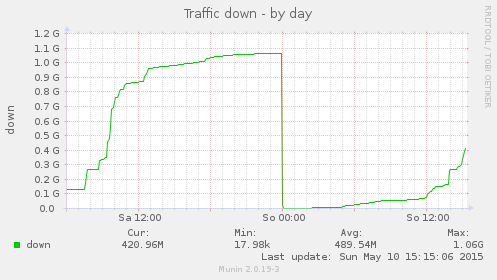 Traffic down - by day
RRDTOOL / TOBI OETIKER
down
1.2 G
1.1 G
1.0 G
0.9 G
0.8 G
0.7 G
0.6 G
0.5 G
0.4 G
0.3 G
0.2 G
0.1 G
0.0
Sa 12:00 So 00:00 So 12:00
Cur: Min: Avg: Max:
down 420.96M 17.98k 489.54M 1.06G
Last update: Sun May 10 15:15:06 2015
Munin 2.0.19-3